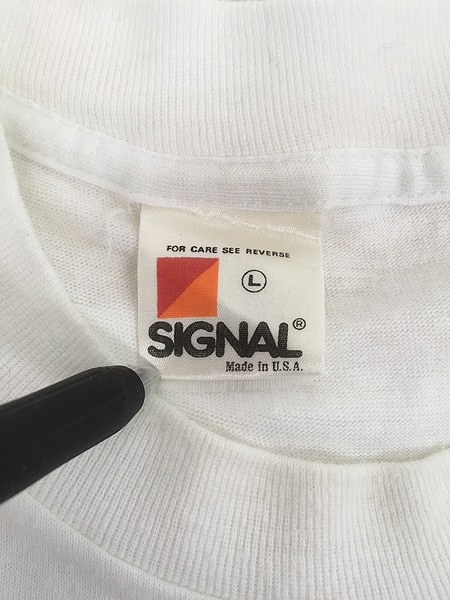 FOR CARE SEE REVERSE
L
SIGNAL®
Made in U.S.A.